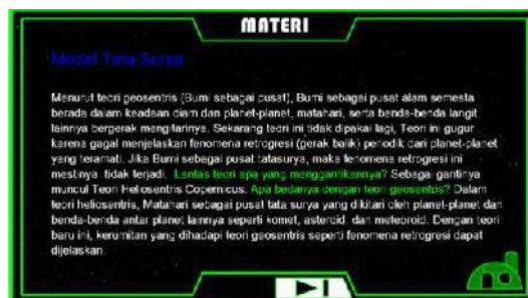 MATERI
Model Tata Surya
Menurut teori geosentris (Bumi sebagai pusat), Bumi sebagai pusat alam semesta
berada dalam keadaan diam dan planet-planet, matahari, serta benda-benda langit
lainnya bergerak mengitarinya. Sekarang teori ini tidak dipakai lagi, Teori ini gugur
karena gagal menjelaskan fenomena retrogresi (gerak balik) periodik dari planet-planet
yang teramati. Jika Bumi sebagai pusat tatasurya, maka fenomena retrogresi ini
mestinya tidak terjadi. Lantas teori apa yang menggantikannya? Sebagai gantinya
muncul Teori Heliosentris Copernicus. Apa bedanya dengan teori geosentris? Dalam
teori heliosentris, Matahari sebagai pusat tata surya yang dikitari oleh planet-planet dan
benda-benda antar planet lainnya seperti komet, asteroid, dan meteoroid. Dengan teori
baru ini, kerumitan yang dihadapi teori geosentris seperti fenomena retrogresi dapat
dijelaskan.